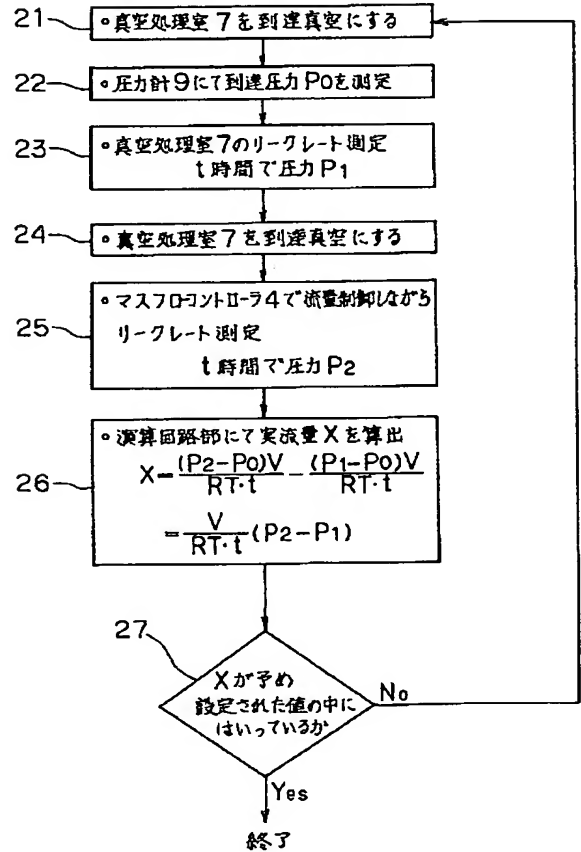 21
◦ 真空処理室7を到達真空にする
22
◦ 圧力計9にて到達圧力P0を測定
23
◦ 真空処理室7のリークレート測定
t時間で圧力P1
24
◦ 真空処理室7を到達真空にする
25
◦ マスフローコントローラ4で流量制御しながら
リークレート測定
t時間で圧力P2
26
◦ 演算回路部にて実流量Xを算出
X=(P2-P0)V/RT·t-(P1-P0)V/RT·t
=V/RT·t(P2-P1)
27
Xが予め
設定された値の中に
はいっているか
No
Yes
終了